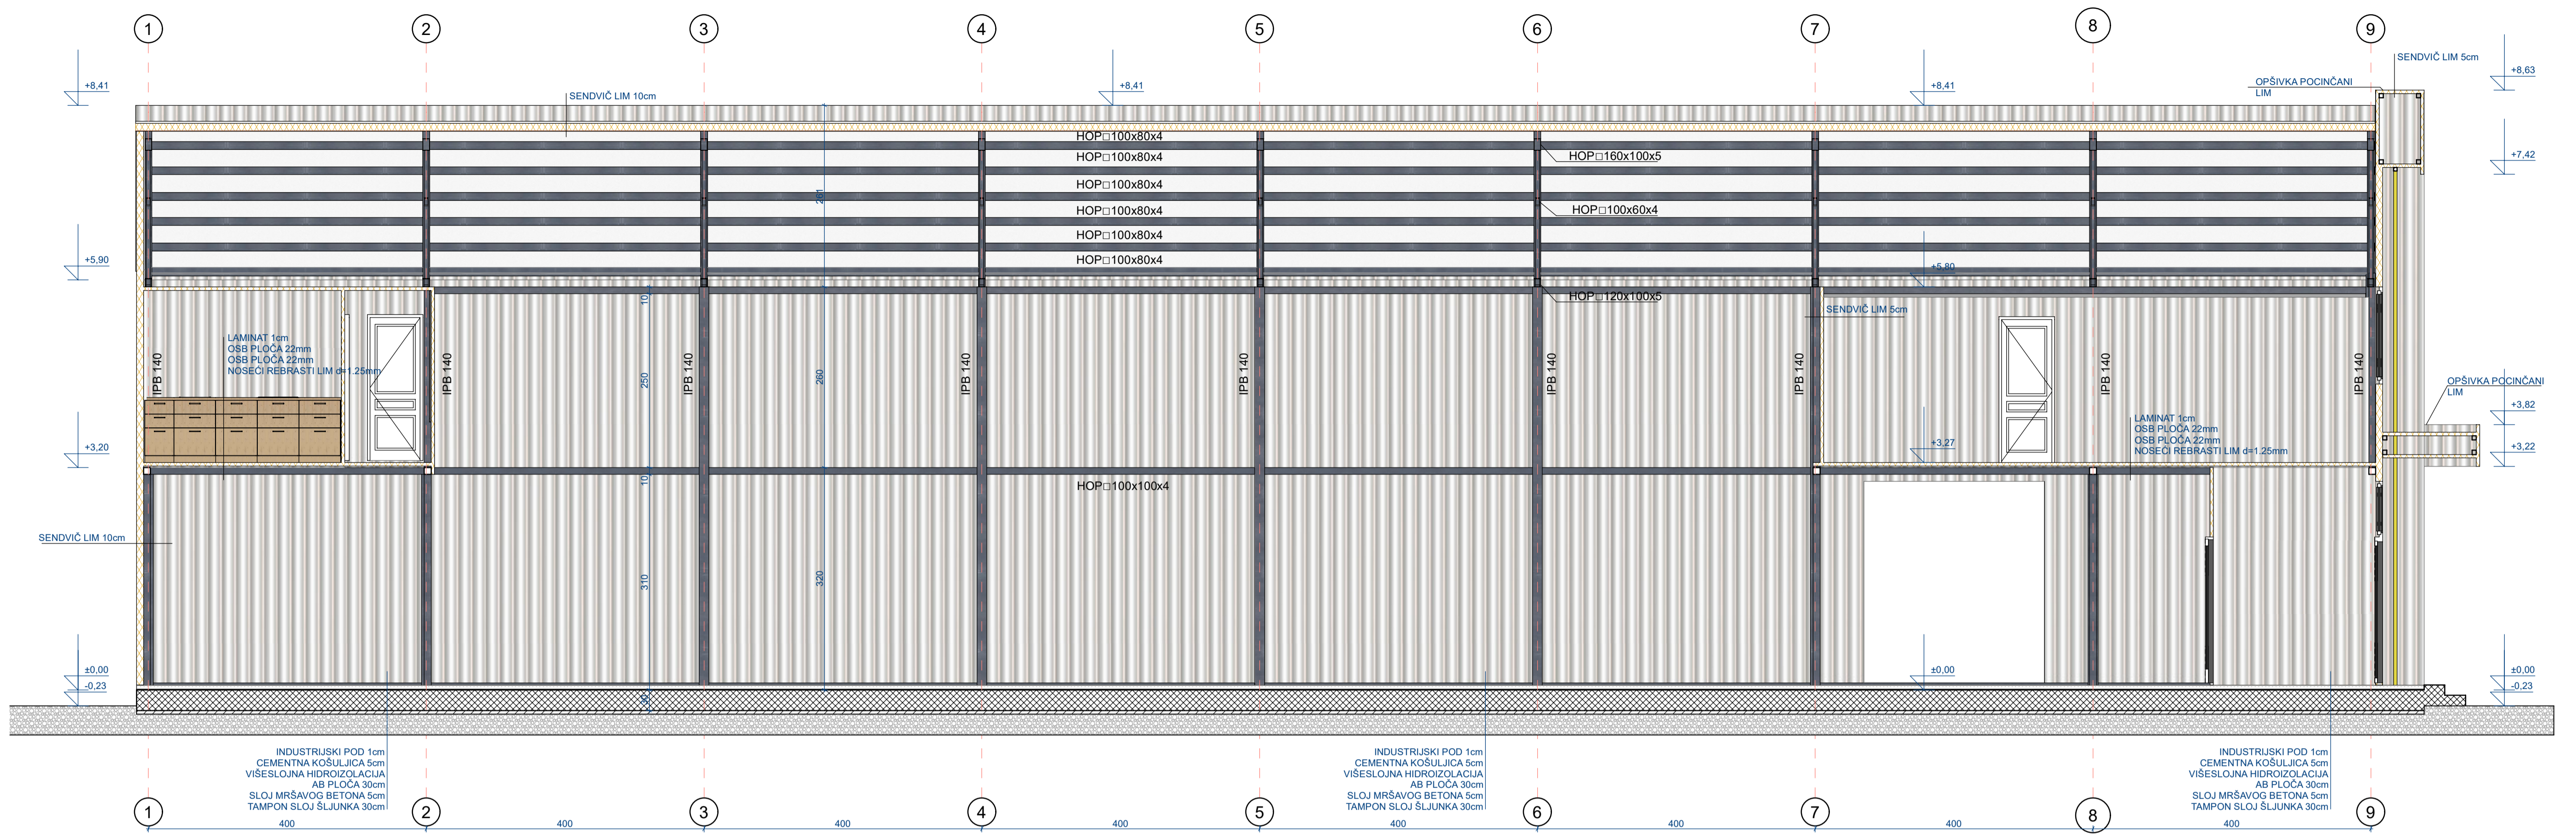 1 2 3 4 5 6 7 8 9
SENDVIČ LIM 5cm
+8,63
OPŠIVKA POCINČANI
LIM
+8,41
+8,41
+8,41
SENDVIČ LIM 10cm
HOP□100x80x4
HOP□100x80x4
HOP□160x100x5
+7,42
HOP□100x80x4
261
HOP□100x80x4
HOP□100x60x4
HOP□100x80x4
HOP□100x80x4
+5,90
+5,80
10
HOP□120x100x5
SENDVIČ LIM 5cm
LAMINAT 1cm
OSB PLOČA 22mm
OSB PLOČA 22mm
NOSEĆI REBRASTI LIM d=1.25mm
IPB 140
IPB 140
IPB 140
IPB 140
IPB 140
IPB 140
IPB 140
IPB 140
IPB 140
250
260
OPŠIVKA POCINČANI
LIM
+3,82
LAMINAT 1cm
OSB PLOČA 22mm
OSB PLOČA 22mm
NOSEĆI REBRASTI LIM d=1.25mm
+3,20
+3,27
+3,22
10
HOP□100x100x4
SENDVIČ LIM 10cm
310
320
±0,00
±0,00
±0,00
-0,23
-0,23
INDUSTRIJSKI POD 1cm
CEMENTNA KOŠULJICA 5cm
VIŠESLOJNA HIDROIZOLACIJA
AB PLOČA 30cm
SLOJ MRŠAVOG BETONA 5cm
TAMPON SLOJ ŠLJUNKA 30cm
INDUSTRIJSKI POD 1cm
CEMENTNA KOŠULJICA 5cm
VIŠESLOJNA HIDROIZOLACIJA
AB PLOČA 30cm
SLOJ MRŠAVOG BETONA 5cm
TAMPON SLOJ ŠLJUNKA 30cm
INDUSTRIJSKI POD 1cm
CEMENTNA KOŠULJICA 5cm
VIŠESLOJNA HIDROIZOLACIJA
AB PLOČA 30cm
SLOJ MRŠAVOG BETONA 5cm
TAMPON SLOJ ŠLJUNKA 30cm
1 2 3 4 5 6 7 8 9
400 400 400 400 400 400 400 400